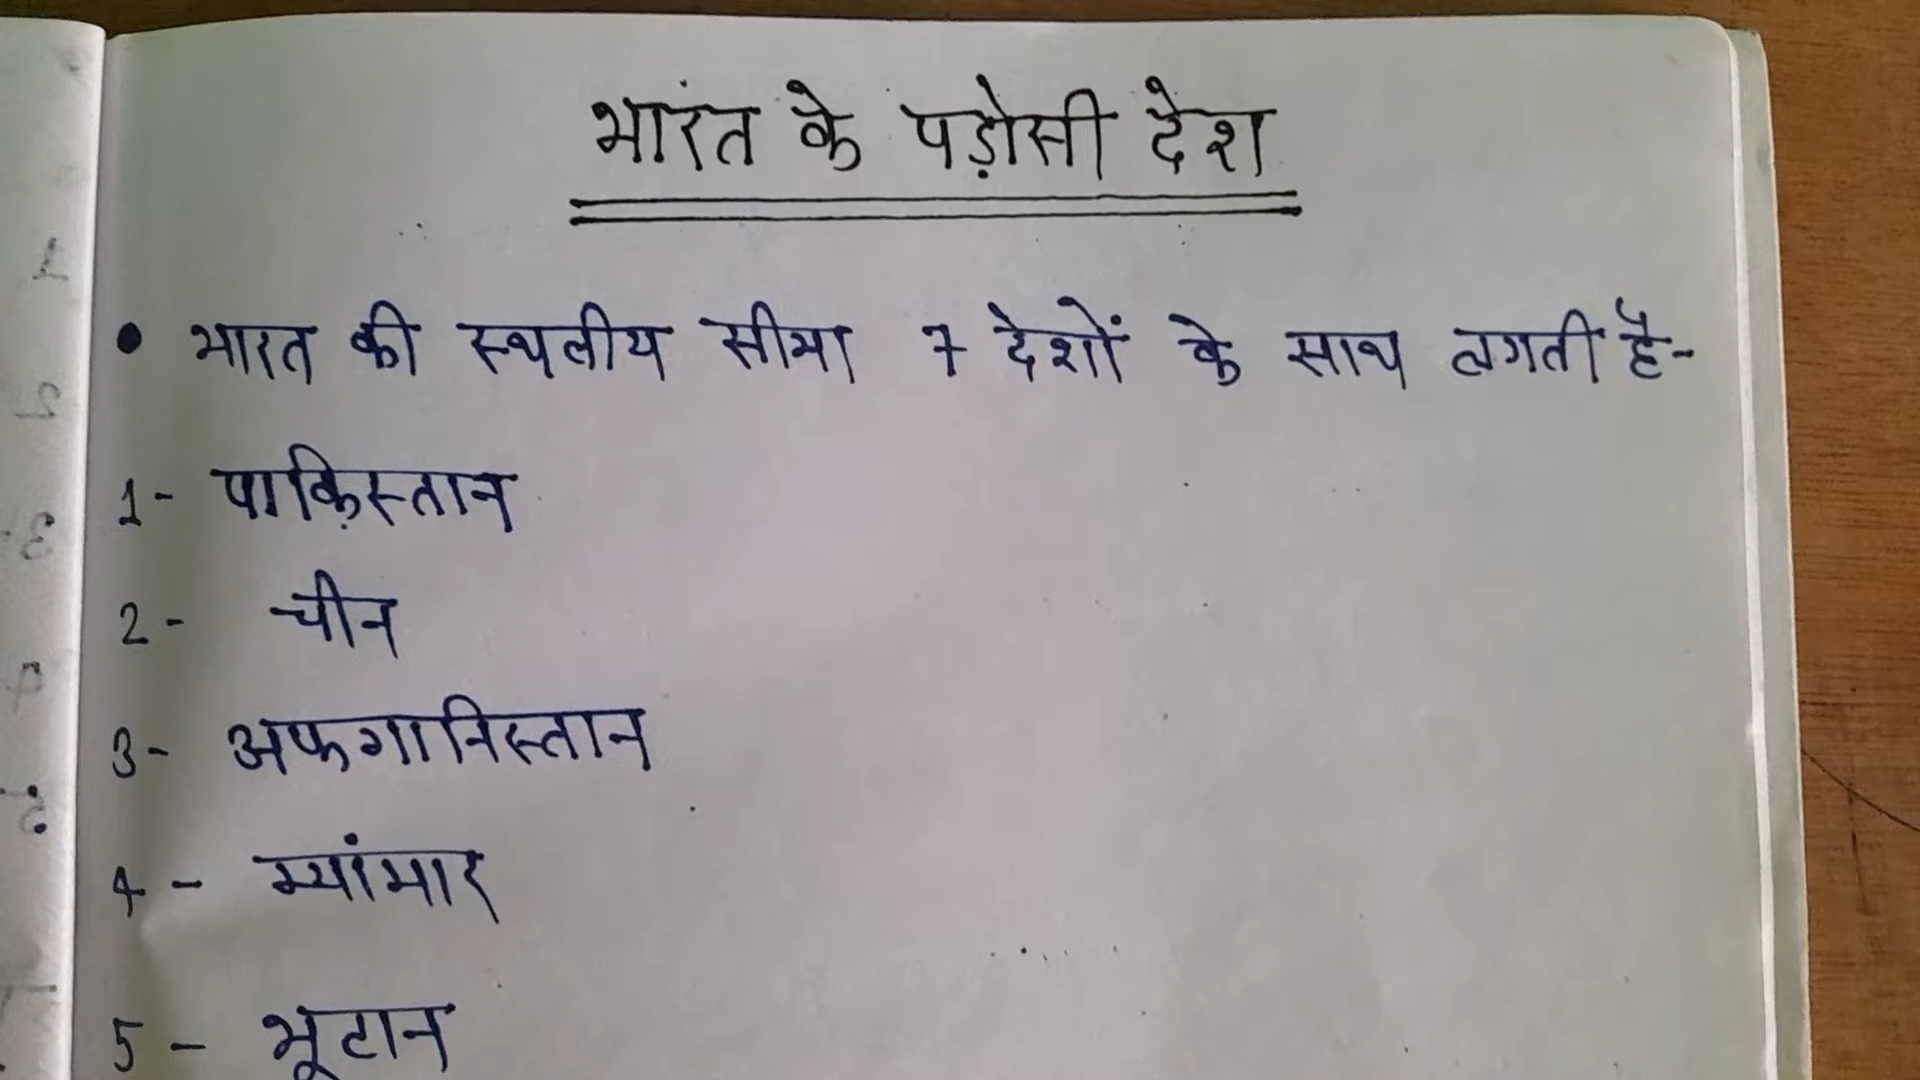 भारत के पड़ोसी देश
• भारत की स्थलीय सीमा 7 देशों के साथ लगती है-
1- पाकिस्तान
2- चीन
3- अफगानिस्तान
4 - म्यांमार
5 - भूटान